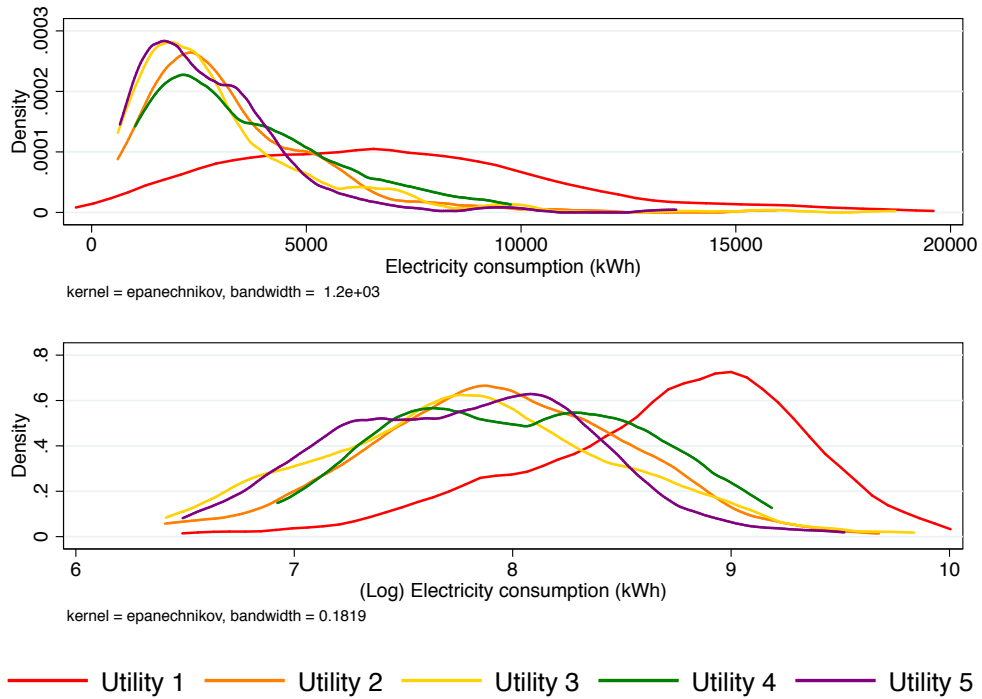 Density
0 .0001 .0002 .0003
0 5000 10000 15000 20000
Electricity consumption (kWh)
kernel = epanechnikov, bandwidth = 1.2e+03
Density
0 .2 .4 .6 .8
6 7 8 9 10
(Log) Electricity consumption (kWh)
kernel = epanechnikov, bandwidth = 0.1819
Utility 1 Utility 2 Utility 3 Utility 4 Utility 5